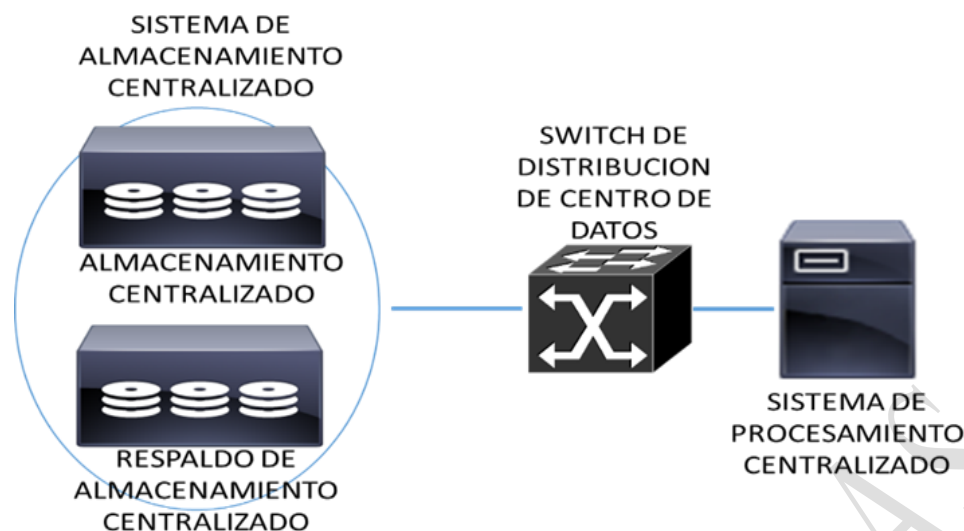 SISTEMA DE
ALMACENAMIENTO
CENTRALIZADO
ALMACENAMIENTO
CENTRALIZADO
RESPALDO DE
ALMACENAMIENTO
CENTRALIZADO
SWITCH DE
DISTRIBUCION
DE CENTRO DE
DATOS
SISTEMA DE
PROCESAMIENTO
CENTRALIZADO